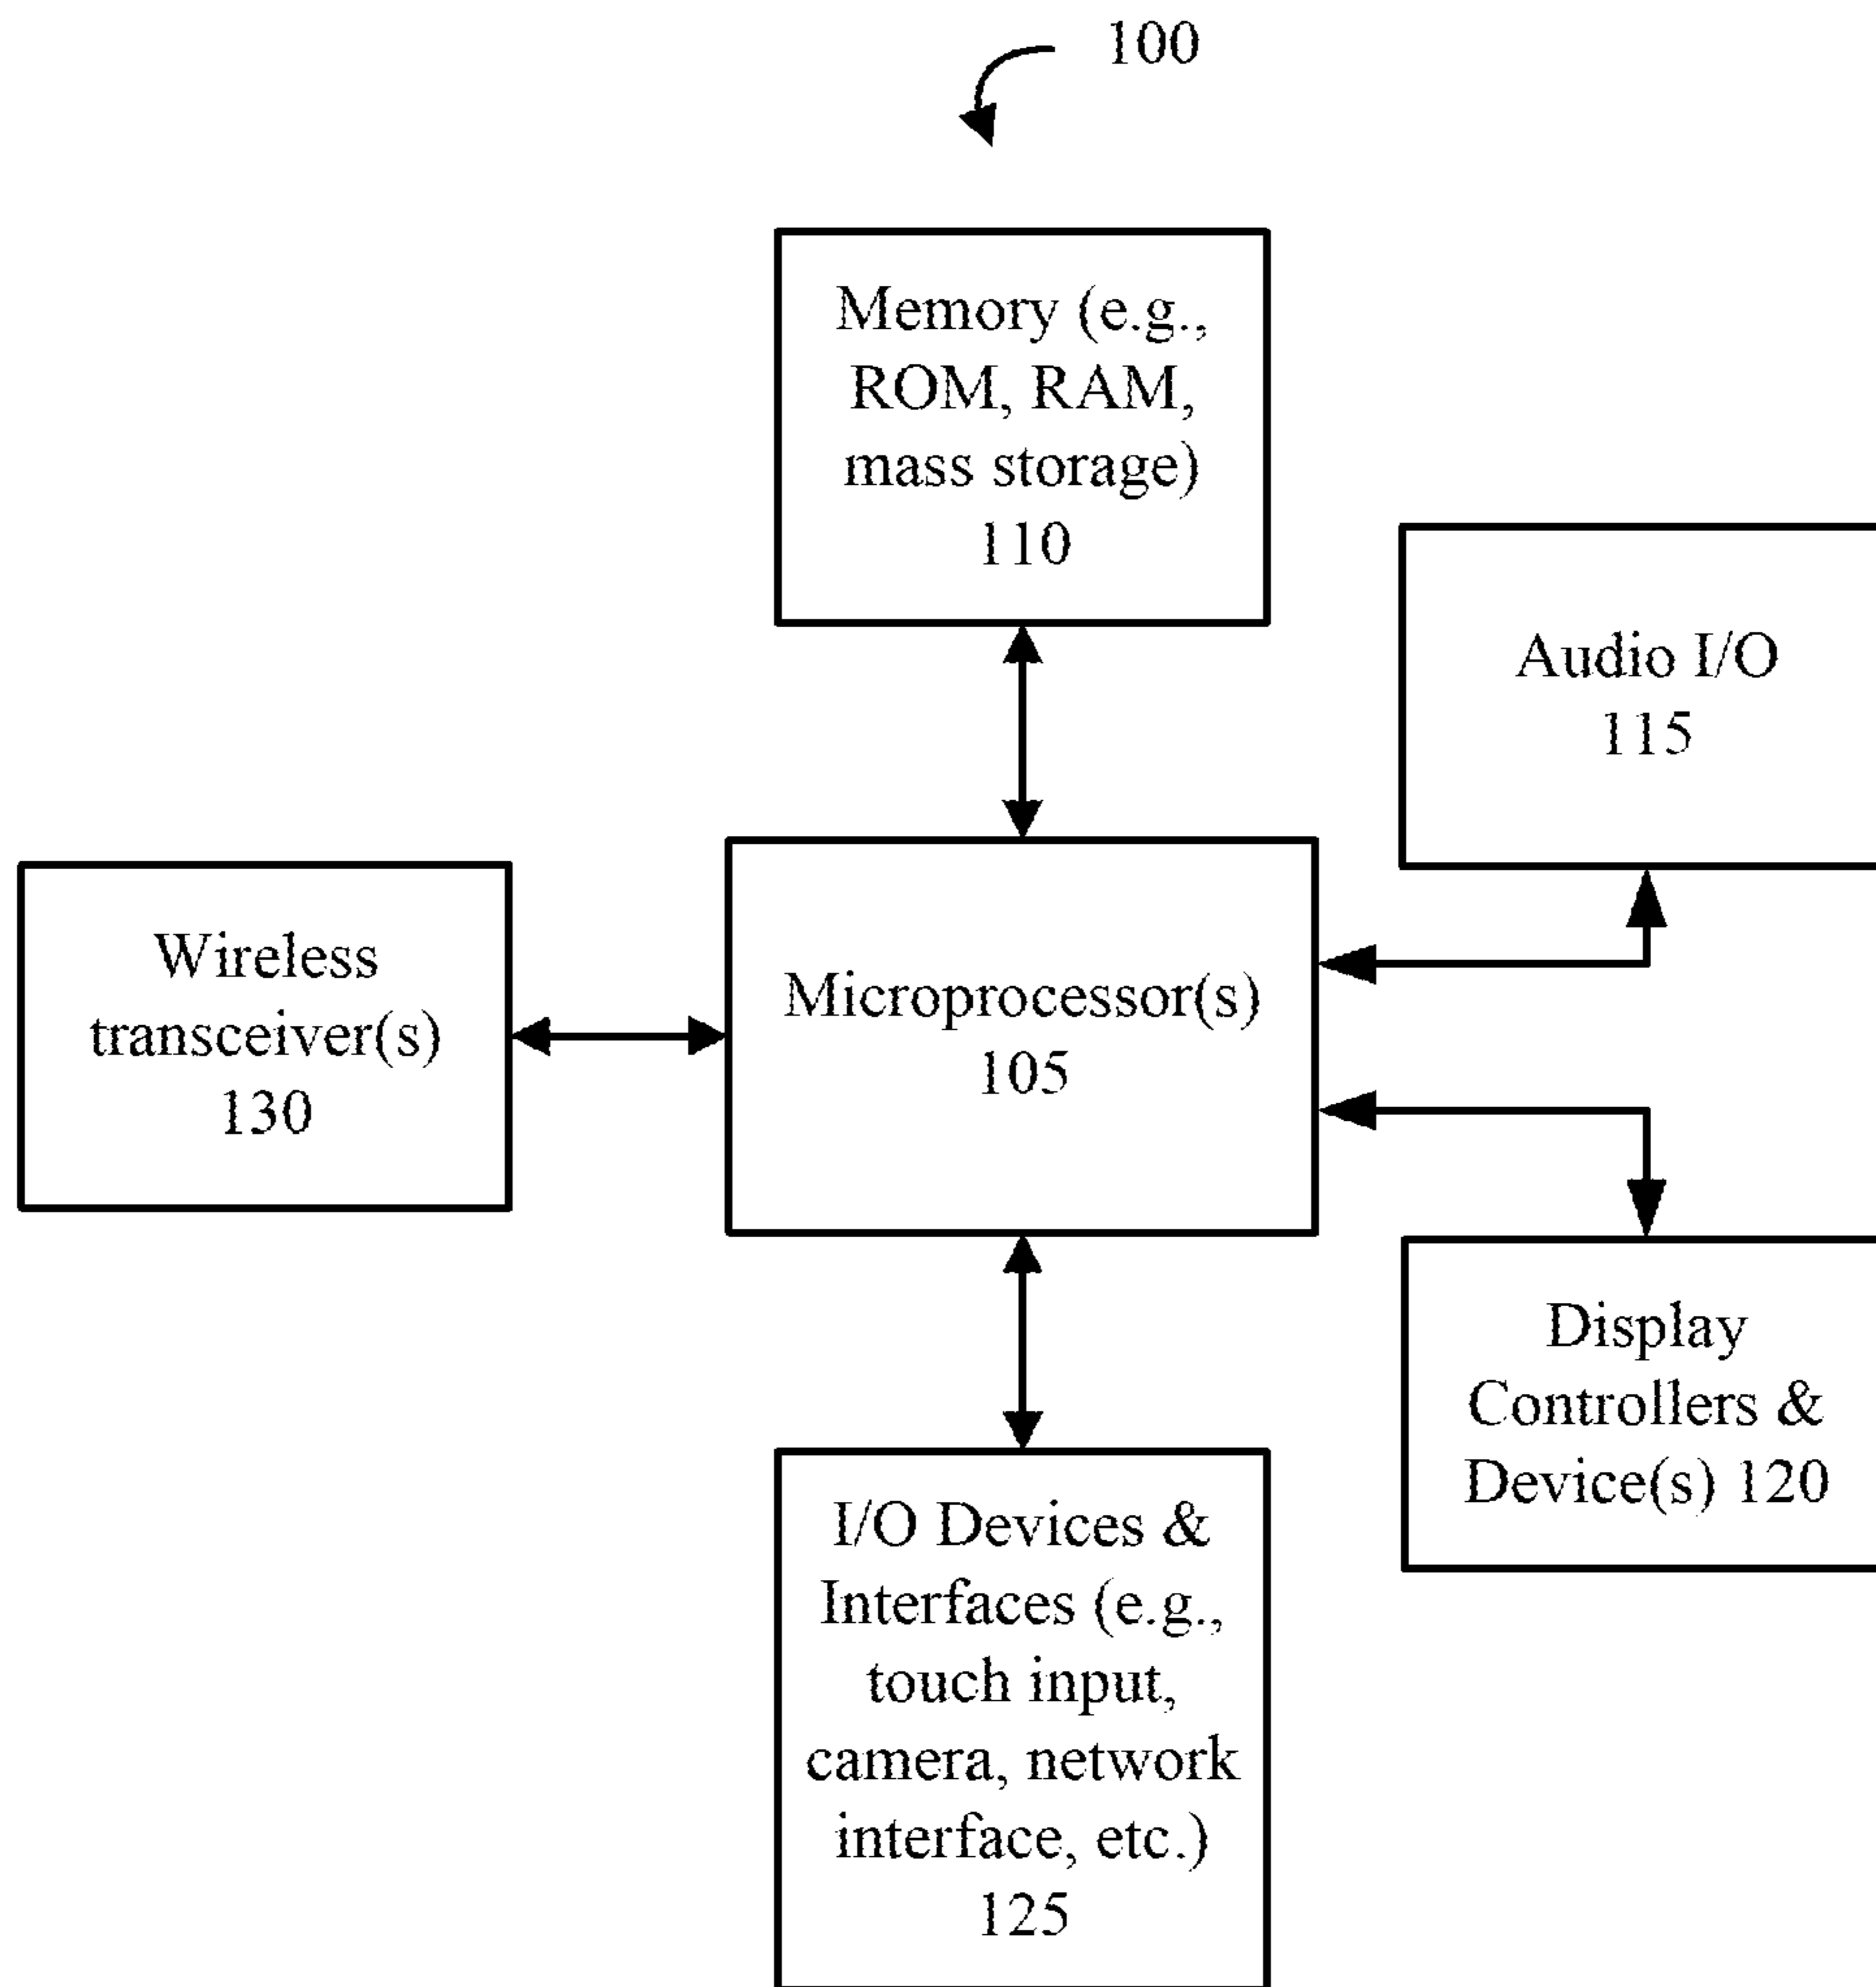 100
Memory (e.g.,
ROM, RAM,
mass storage)
110
Audio I/O
115
Wireless
transceiver(s)
130
Microprocessor(s)
105
Display
Controllers &
Device(s) 120
I/O Devices &
Interfaces (e.g.,
touch input,
camera, network
interface, etc.)
125